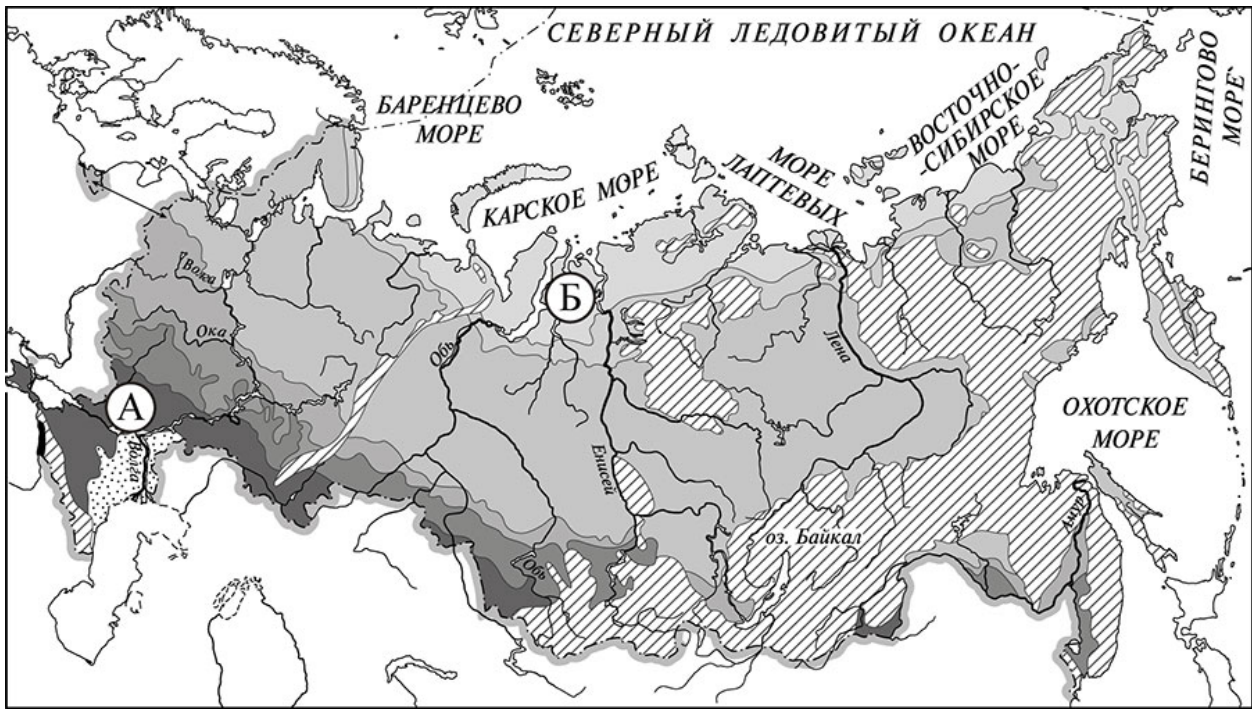 СЕВЕРНЫЙ ЛЕДОВИТЫЙ ОКЕАН
БАРЕНЦЕВО
МОРЕ
КАРСКОЕ МОРЕ
МОРЕ
ЛАПТЕВЫХ
ВОСТОЧНО-
-СИБИРСКОЕ
МОРЕ
БЕРИНГОВО
МОРЕ
Волга
Ока
Обь
Б
Лена
А
Волга
Енисей
ОХОТСКОЕ
МОРЕ
Амур
оз. Байкал
Обь